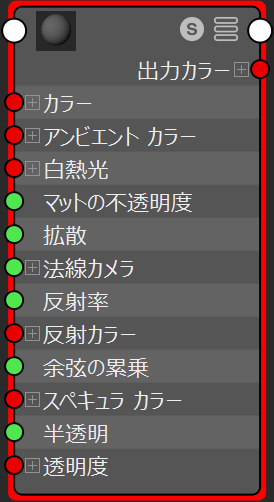 S
出力カラー
カラー
アンビエント カラー
白熱光
マットの不透明度
拡散
法線カメラ
反射率
反射カラー
余弦の累乗
スペキュラ カラー
半透明
透明度